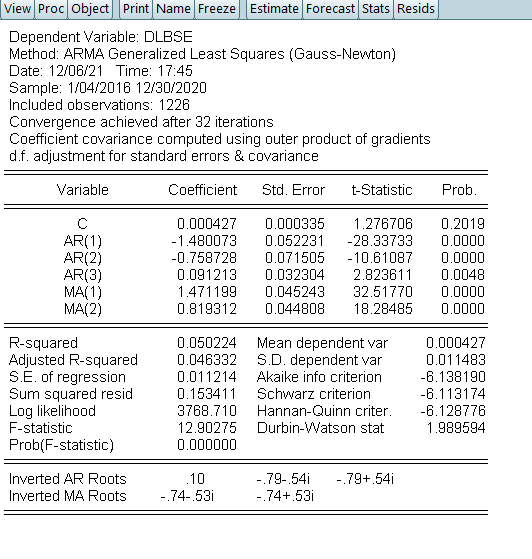 View Proc Object Print Name Freeze Estimate Forecast Stats Resids
Dependent Variable: DLBSE
Method: ARMA Generalized Least Squares (Gauss-Newton)
Date: 12/06/21 Time: 17:45
Sample: 1/04/2016 12/30/2020
Included observations: 1226
Convergence achieved after 32 iterations
Coefficient covariance computed using outer product of gradients
d.f. adjustment for standard errors & covariance
Variable Coefficient Std. Error t-Statistic Prob.
C 0.000427 0.000335 1.276706 0.2019
AR(1) -1.480073 0.052231 -28.33733 0.0000
AR(2) -0.758728 0.071505 -10.61087 0.0000
AR(3) 0.091213 0.032304 2.823611 0.0048
MA(1) 1.471199 0.045243 32.51770 0.0000
MA(2) 0.819312 0.044808 18.28485 0.0000
R-squared 0.050224 Mean dependent var 0.000427
Adjusted R-squared 0.046332 S.D. dependent var 0.011483
S.E. of regression 0.011214 Akaike info criterion -6.138190
Sum squared resid 0.153411 Schwarz criterion -6.113174
Log likelihood 3768.710 Hannan-Quinn criter. -6.128776
F-statistic 12.90275 Durbin-Watson stat 1.989594
Prob(F-statistic) 0.000000
Inverted AR Roots .10 -.79-.54i -.79+.54i
Inverted MA Roots -.74-.53i -.74+.53i